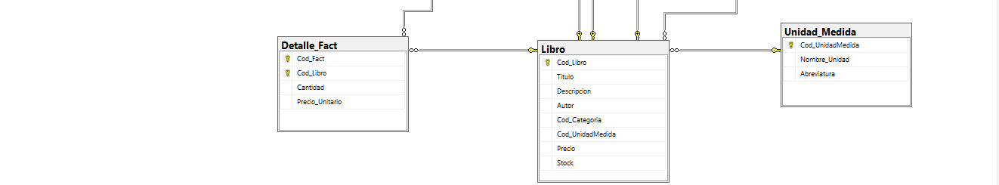 Detalle_Fact
Cod_Fact
Cod_Libro
Cantidad
Precio_Unitario
Libro
Cod_Libro
Titulo
Descripcion
Autor
Cod_Categoria
Cod_UnidadMedida
Precio
Stock
Unidad_Medida
Cod_UnidadMedida
Nombre_Unidad
Abreviatura